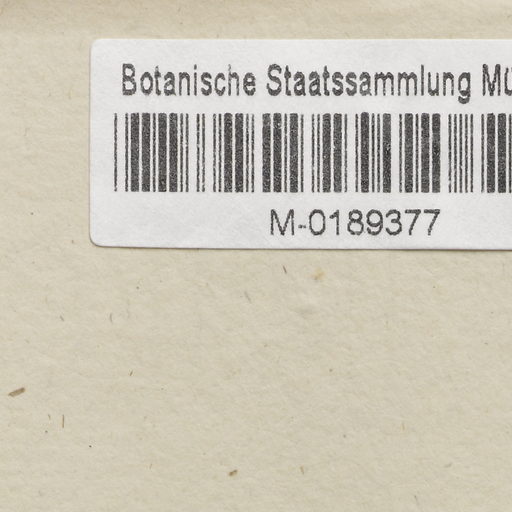 Botanische Staatssammlung Mü
M-0189377